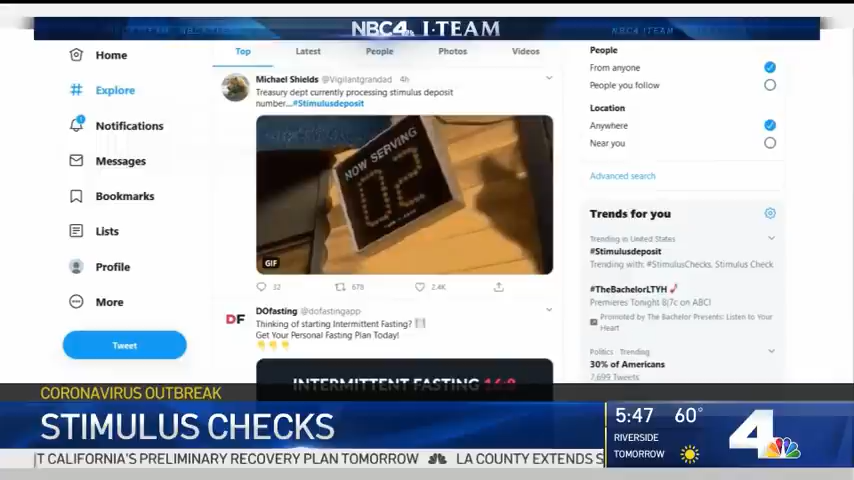 NBC4 I-TEAM
Home
Explore
Notifications
Messages
Bookmarks
Lists
Profile
More
Tweet
Top Latest People Photos Videos
Michael Shields @Vigilantgrandad 4h
Treasury dept currently processing stimulus deposit
number...#Stimulusdeposit
NOW SERVING
02
GIF
32 679 2.4K
DOfasting @dofastingapp
DF
Thinking of starting Intermittent Fasting?
Get Your Personal Fasting Plan Today!
INTERMITTENT FASTING 16:8
People
From anyone
People you follow
Location
Anywhere
Near you
Advanced search
Trends for you
Trending in United States
#Stimulusdeposit
Trending with: #StimulusChecks, Stimulus Check
#TheBachelorLTYH
Premieres Tonight 8|7c on ABC!
Promoted by The Bachelor Presents: Listen to Your
Heart
Politics · Trending
30% of Americans
7,699 Tweets
CORONAVIRUS OUTBREAK
STIMULUS CHECKS
5:47 60°
RIVERSIDE
TOMORROW
4
T CALIFORNIA'S PRELIMINARY RECOVERY PLAN TOMORROW LA COUNTY EXTENDS S